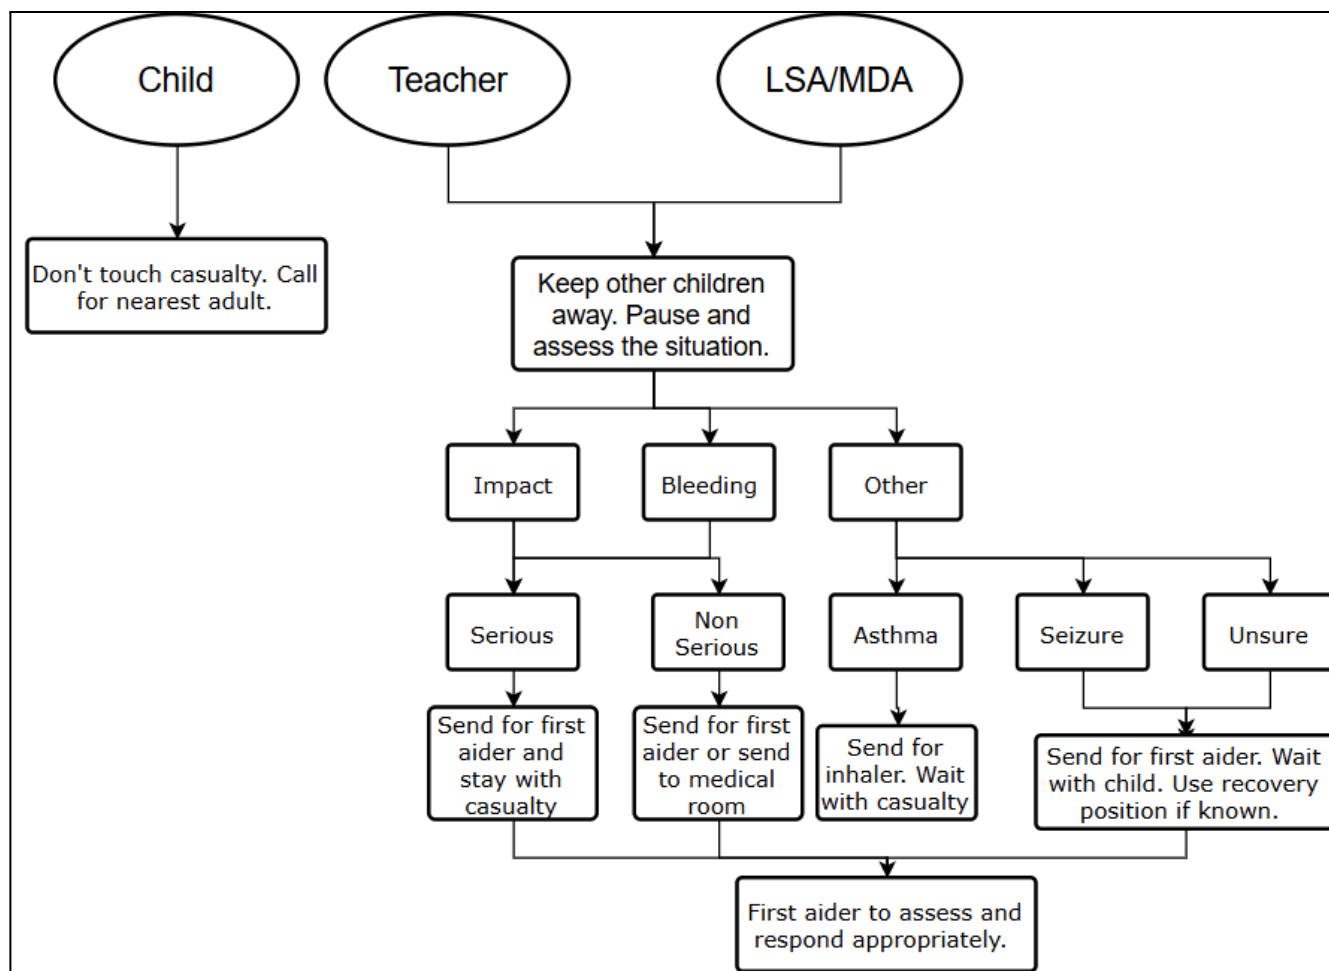 Child
Teacher
LSA/MDA
Don't touch casualty. Call
for nearest adult.
Keep other children
away. Pause and
assess the situation.
Impact
Bleeding
Other
Serious
Non
Serious
Asthma
Seizure
Unsure
Send for first
aider and
stay with
casualty
Send for first
aider or send
to medical
room
Send for
inhaler. Wait
with casualty
Send for first aider. Wait
with child. Use recovery
position if known.
First aider to assess and
respond appropriately.